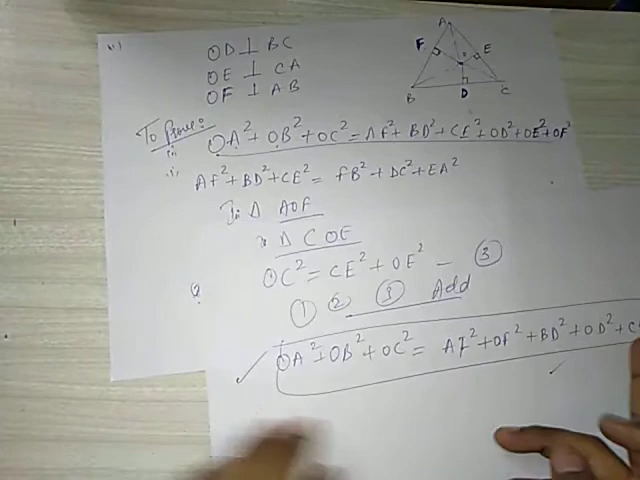 OD ⊥ BC
OE ⊥ CA
OF ⊥ AB
A
F
E
O
B
D
C
To Prove:
OA² + OB² + OC² = AF² + BD² + CE² + OD² + OE² + OF²
AF² + BD² + CE² = FB² + DC² + EA²
Δ AOF
Δ COE
OC² = CE² + OE² – ③
① ② ③ Add
OA² + OB² + OC² = AF² + OF² + BD² + OD² + C